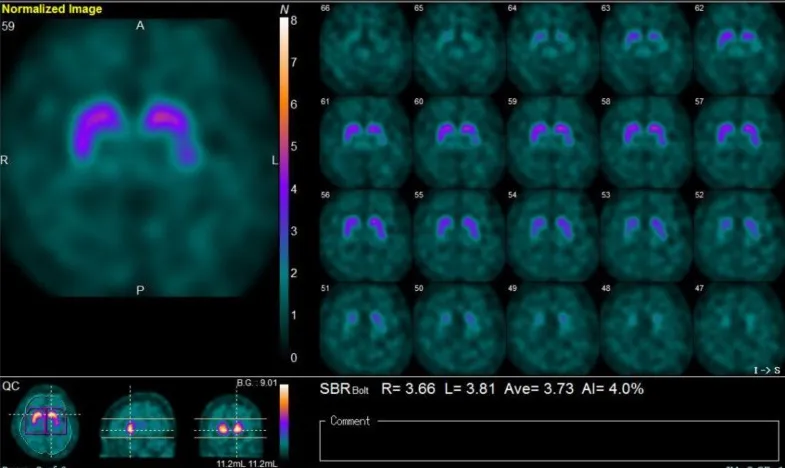 Normalized Image
59
A
R
L
P
N
8
7
6
5
4
3
2
1
0
66 65 64 63 62
61 60 59 58 57
56 55 54 53 52
51 50 49 48 47
I -> S
QC
B.G. : 9.01
11.2mL 11.2mL
SBR Bolt R= 3.66 L= 3.81 Ave= 3.73 AI= 4.0%
Comment